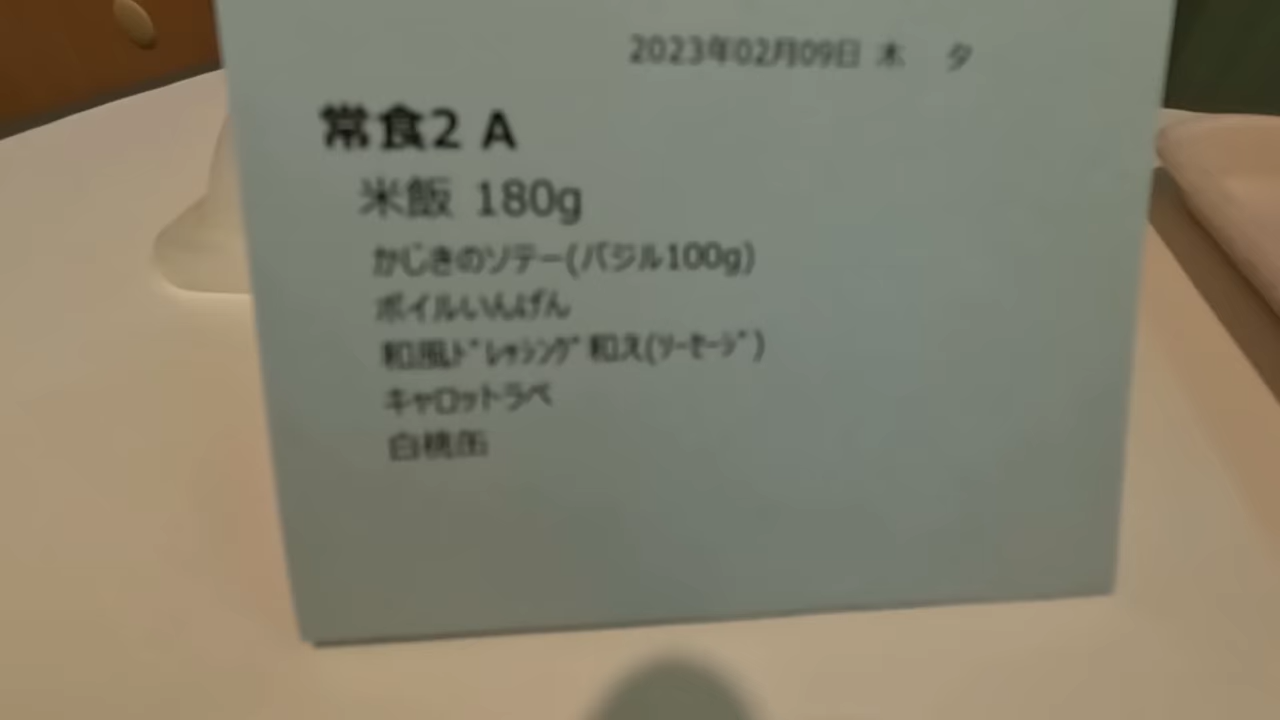 2023年02月09日 木 夕
常食2 A
米飯 180g
かじきのソテー(バジル100g)
ボイルいんげん
和風ﾄﾞﾚｯｼﾝｸﾞ和え(ｿｰｾｰｼﾞ)
キャロットラペ
白桃缶